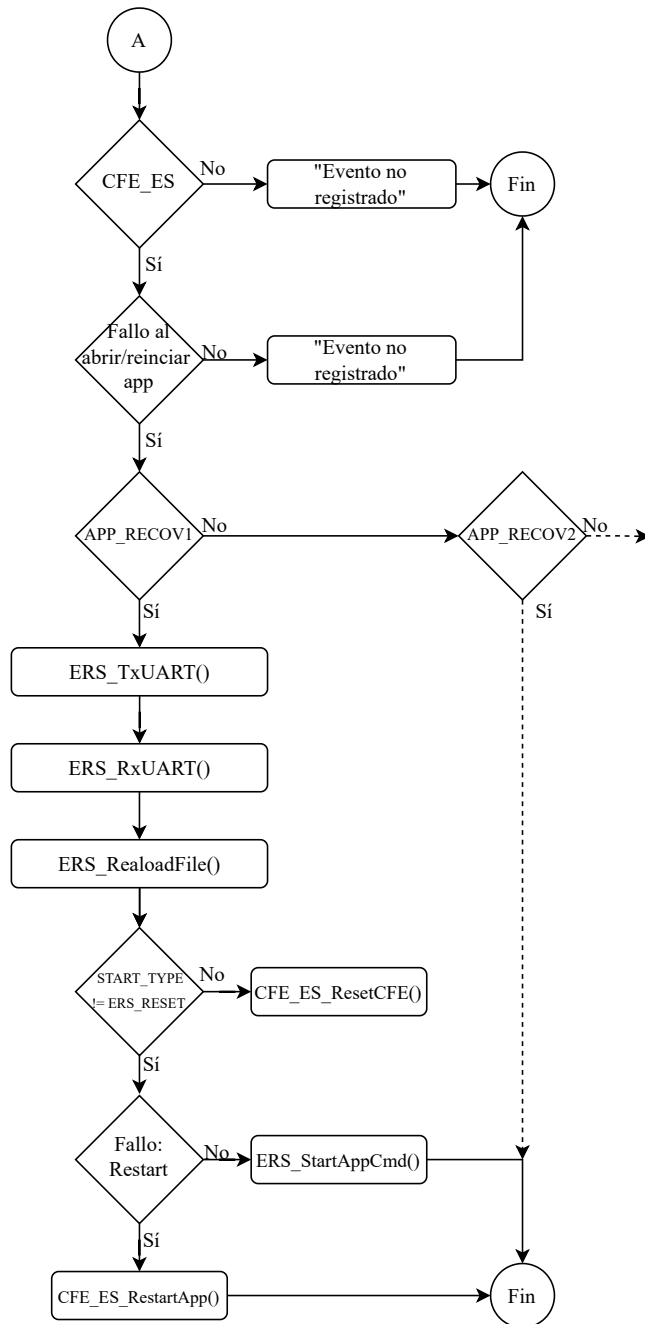 A
CFE_ES
No
"Evento no
registrado"
Fin
Sí
Fallo al
abrir/reinciar
app
No
"Evento no
registrado"
Sí
APP_RECOV1
No
APP_RECOV2
No
Sí
Sí
ERS_TxUART()
ERS_RxUART()
ERS_RealoadFile()
START_TYPE
!= ERS_RESET
No
CFE_ES_ResetCFE()
Sí
Fallo:
Restart
No
ERS_StartAppCmd()
Sí
CFE_ES_RestartApp()
Fin